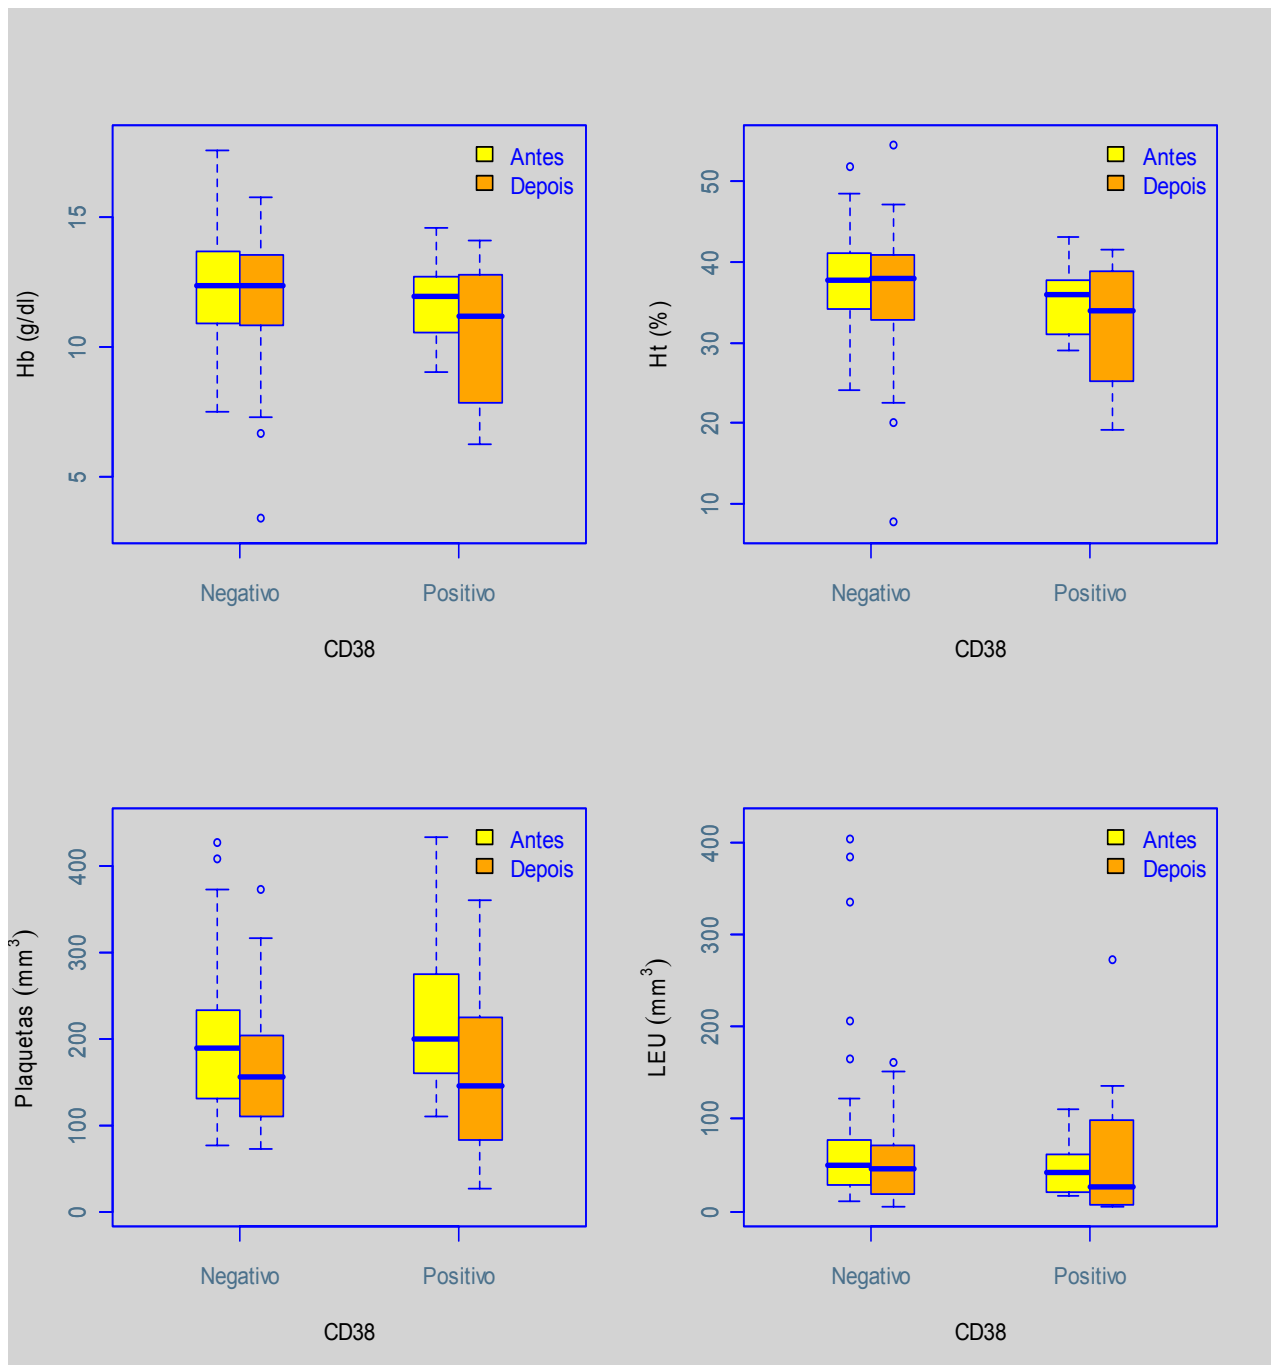 Hb (g/dl)
15
10
5
Antes
Depois
Negativo
Positivo
CD38
Ht (%)
50
40
30
20
10
Antes
Depois
Negativo
Positivo
CD38
Plaquetas (mm³)
400
300
200
100
0
Antes
Depois
Negativo
Positivo
CD38
LEU (mm³)
400
300
200
100
0
Antes
Depois
Negativo
Positivo
CD38